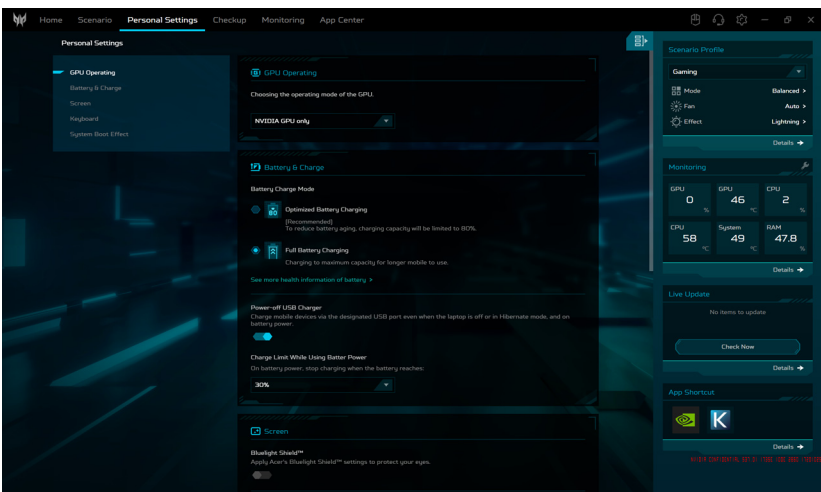 Home Scenario Personal Settings Checkup Monitoring App Center
Personal Settings
GPU Operating
Battery & Charge
Screen
Keyboard
System Boot Effect
GPU Operating
Choosing the operating mode of the GPU.
NVIDIA GPU only
Battery & Charge
Battery Charge Mode
80
Optimized Battery Charging
[Recommended]
To reduce battery aging, charging capacity will be limited to 80%.
Full Battery Charging
Charging to maximum capacity for longer mobile to use.
See more health information of battery >
Power-off USB Charger
Charge mobile devices via the designated USB port even when the laptop is off or in Hibernate mode, and on
battery power.
Charge Limit While Using Batter Power
On battery power, stop charging when the battery reaches:
30%
Screen
Bluelight Shield™
Apply Acer's Bluelight Shield™ settings to protect your eyes.
Scenario Profile
Gaming
Mode Balanced >
Fan Auto >
Effect Lightning >
Details →
Monitoring
GPU GPU CPU
0 % 46 °C 2 %
CPU System RAM
58 °C 49 °C 47.8 %
Details →
Live Update
No items to update
Check Now
Details →
App Shortcut
K
Details →